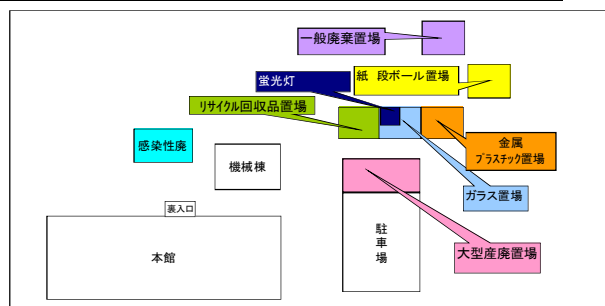 一般廃棄置場
蛍光灯
紙 段ボール置場
リサイクル回収品置場
感染性廃
機械棟
金属
プラスチック置場
ガラス置場
裏入口
本館
駐車場
大型産廃置場